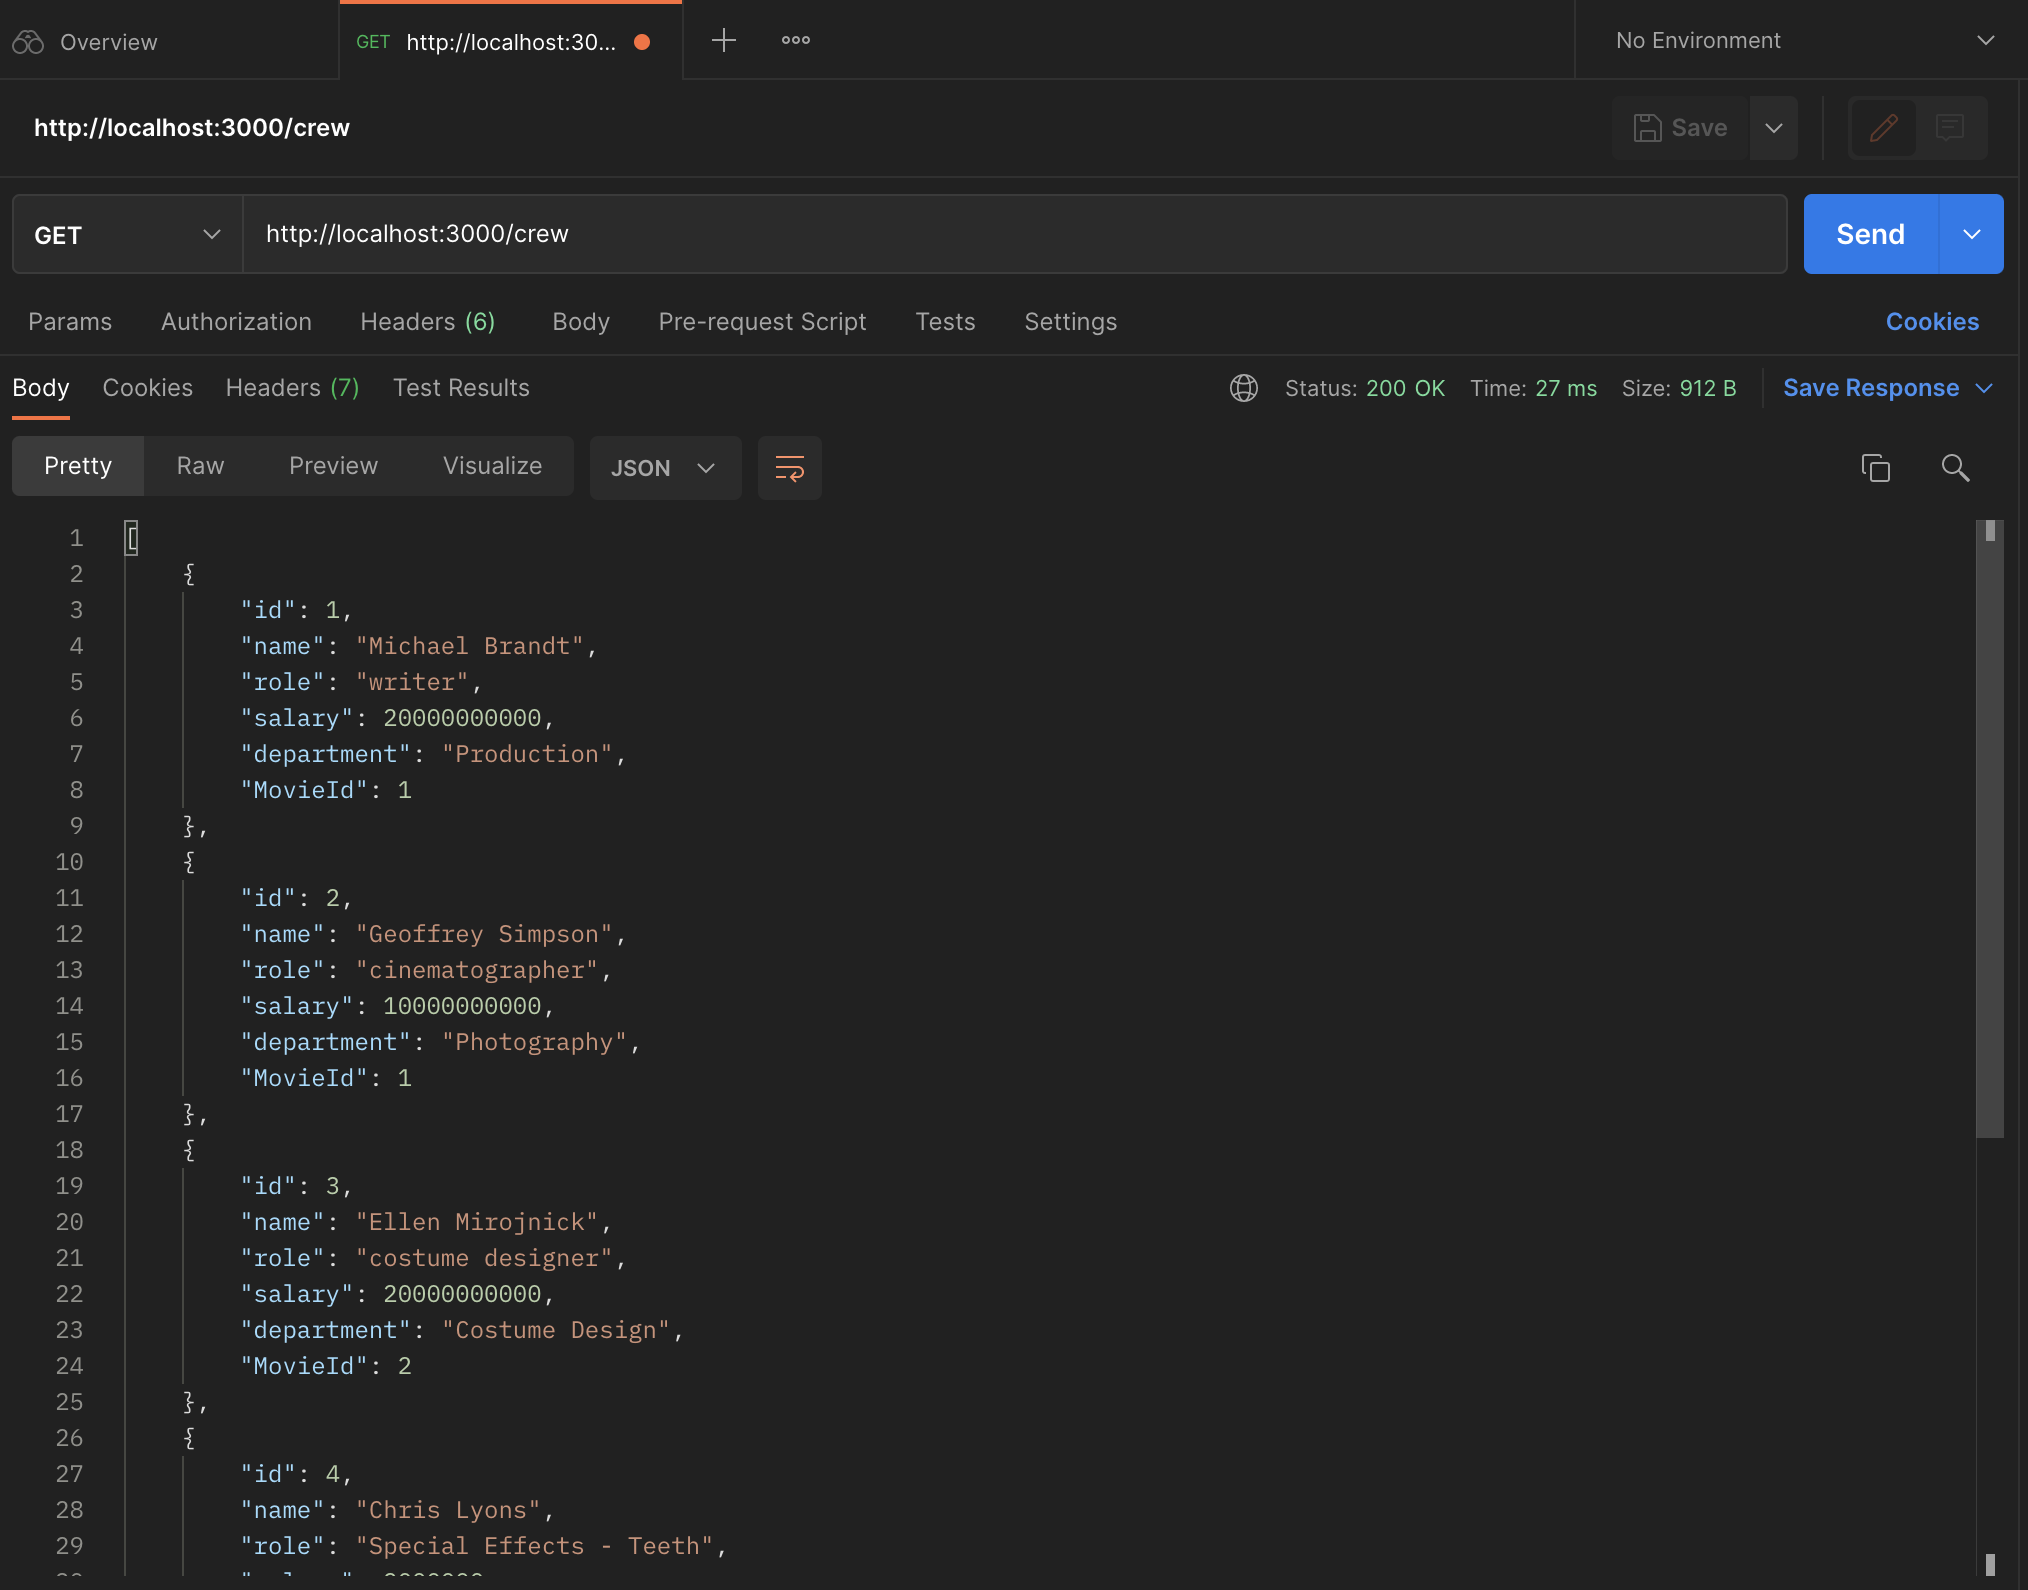 Overview
GET http://localhost:30...
No Environment
http://localhost:3000/crew
Save
GET
http://localhost:3000/crew
Send
Params Authorization Headers (6) Body Pre-request Script Tests Settings Cookies
Body Cookies Headers (7) Test Results Status: 200 OK Time: 27 ms Size: 912 B Save Response
Pretty Raw Preview Visualize JSON
1 [
2 {
3 "id": 1,
4 "name": "Michael Brandt",
5 "role": "writer",
6 "salary": 20000000000,
7 "department": "Production",
8 "MovieId": 1
9 },
10 {
11 "id": 2,
12 "name": "Geoffrey Simpson",
13 "role": "cinematographer",
14 "salary": 10000000000,
15 "department": "Photography",
16 "MovieId": 1
17 },
18 {
19 "id": 3,
20 "name": "Ellen Mirojnick",
21 "role": "costume designer",
22 "salary": 20000000000,
23 "department": "Costume Design",
24 "MovieId": 2
25 },
26 {
27 "id": 4,
28 "name": "Chris Lyons",
29 "role": "Special Effects - Teeth",